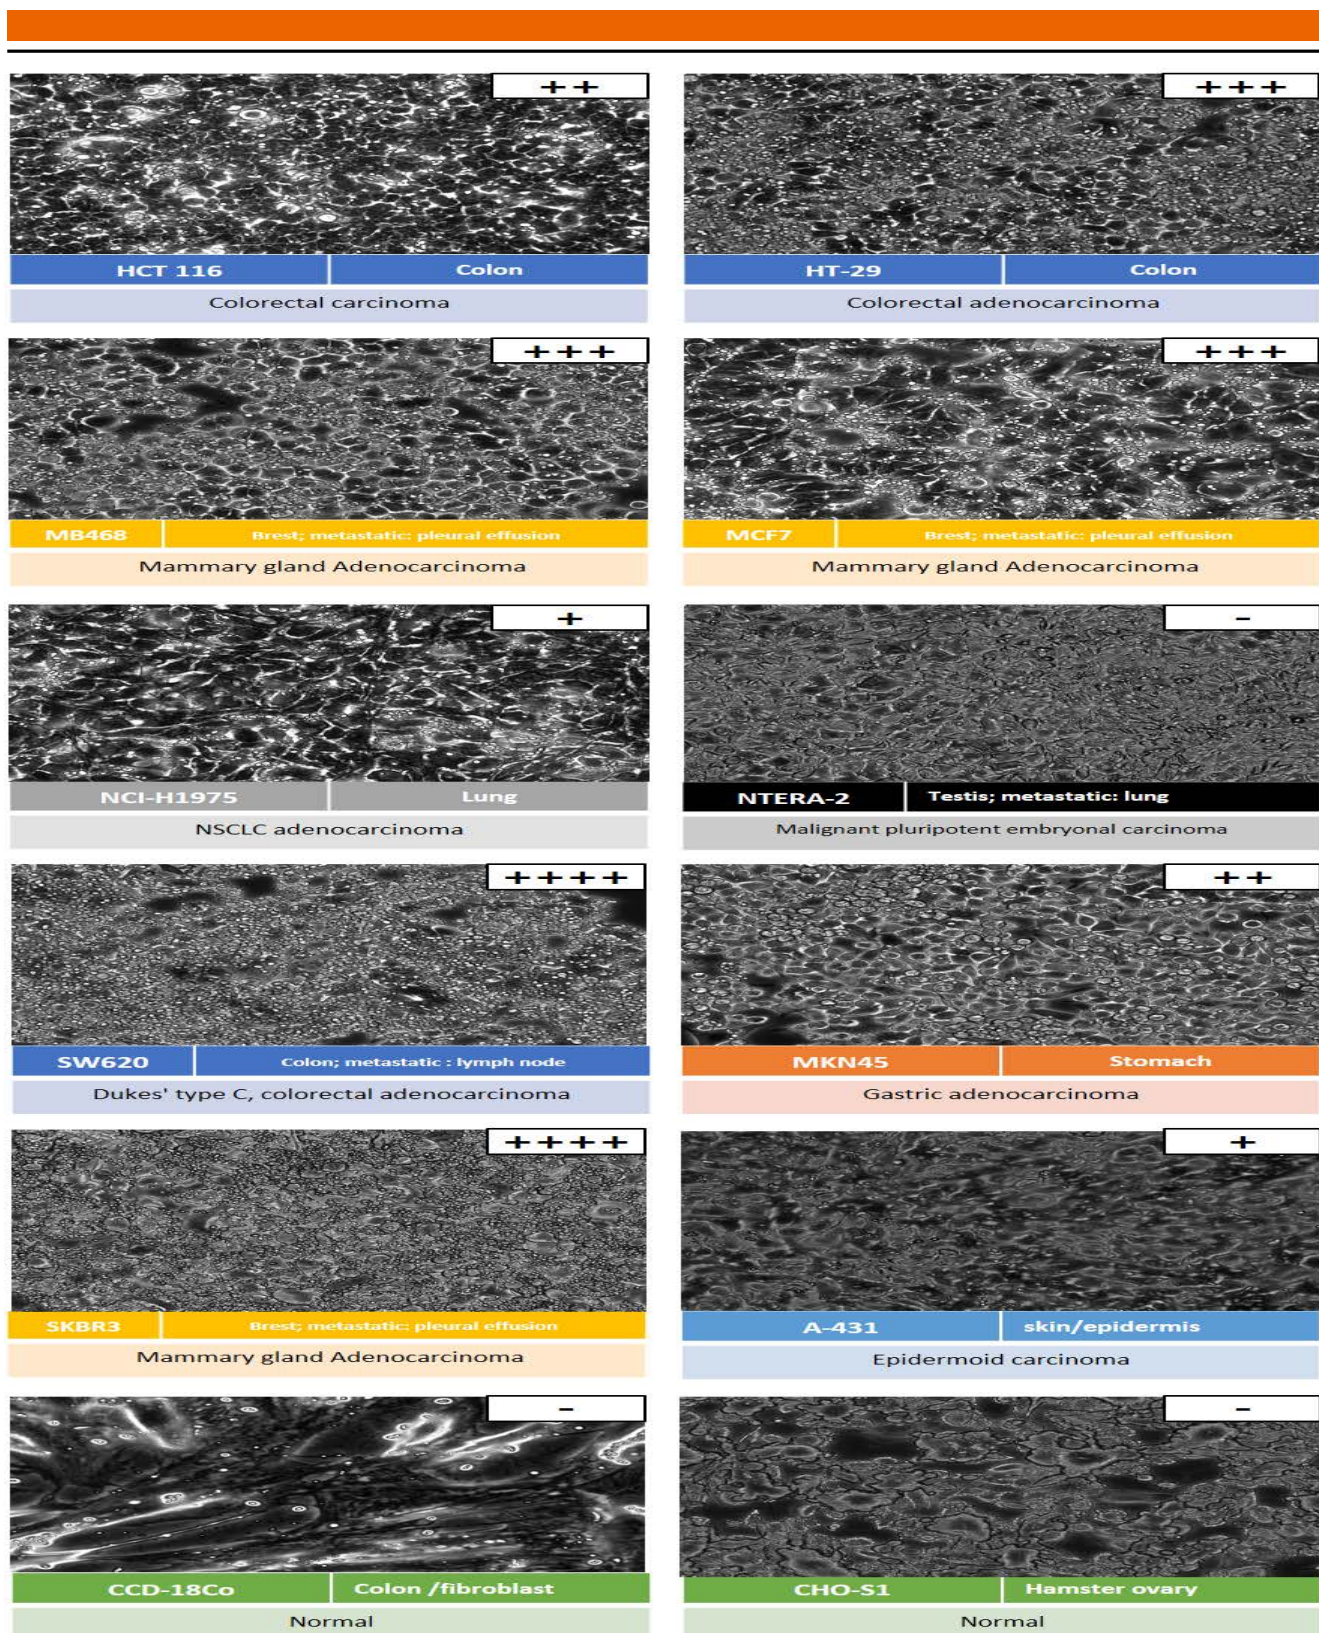 ++
+++
HCT 116 Colon
HT-29 Colon
Colorectal carcinoma
Colorectal adenocarcinoma
+++
+++
MB468 Brest; metastatic: pleural effusion
MCF7 Brest; metastatic: pleural effusion
Mammary gland Adenocarcinoma
Mammary gland Adenocarcinoma
+
-
NCI-H1975 Lung
NTERA-2 Testis; metastatic: lung
NSCLC adenocarcinoma
Malignant pluripotent embryonal carcinoma
++++
++
SW620 Colon; metastatic : lymph node
MKN45 Stomach
Dukes' type C, colorectal adenocarcinoma
Gastric adenocarcinoma
++++
+
SKBR3 Brest; metastatic: pleural effusion
A-431 skin/epidermis
Mammary gland Adenocarcinoma
Epidermoid carcinoma
-
-
CCD-18Co Colon /fibroblast
CHO-S1 Hamster ovary
Normal
Normal